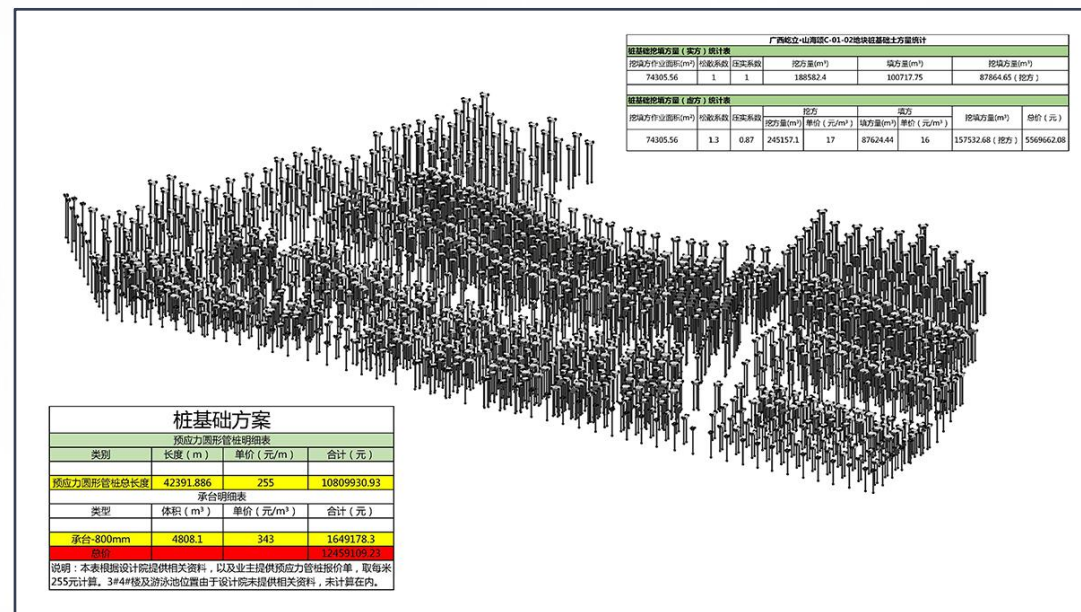 广西屹立-山海颂C-01-02地块桩基础土方量统计
桩基础挖填方量（实方）统计表
挖填方作业面积(m²) 松散系数 压实系数 挖方量(m³) 填方量(m³) 挖填方量(m³)
74305.56 1 1 188582.4 100717.75 87864.65（挖方）
桩基础挖填方量（虚方）统计表
挖填方作业面积(m²) 松散系数 压实系数 挖方 填方 挖填方量(m³) 总价（元）
挖方量(m³) 单价（元/m³） 填方量(m³) 单价（元/m³）
74305.56 1.3 0.87 245157.1 17 87624.44 16 157532.68（挖方） 5569662.08
桩基础方案
预应力圆形管桩明细表
类别 长度（m） 单价（元/m） 合计（元）
预应力圆形管桩总长度 42391.886 255 10809930.93
承台明细表
类型 体积（m³） 单价（元/m³） 合计（元）
承台-800mm 4808.1 343 1649178.3
总价 12459109.23
说明：本表根据设计院提供相关资料，以及业主提供预应力管桩报价单，取每米
255元计算。3#4#楼及游泳池位置由于设计院未提供相关资料，未计算在内。